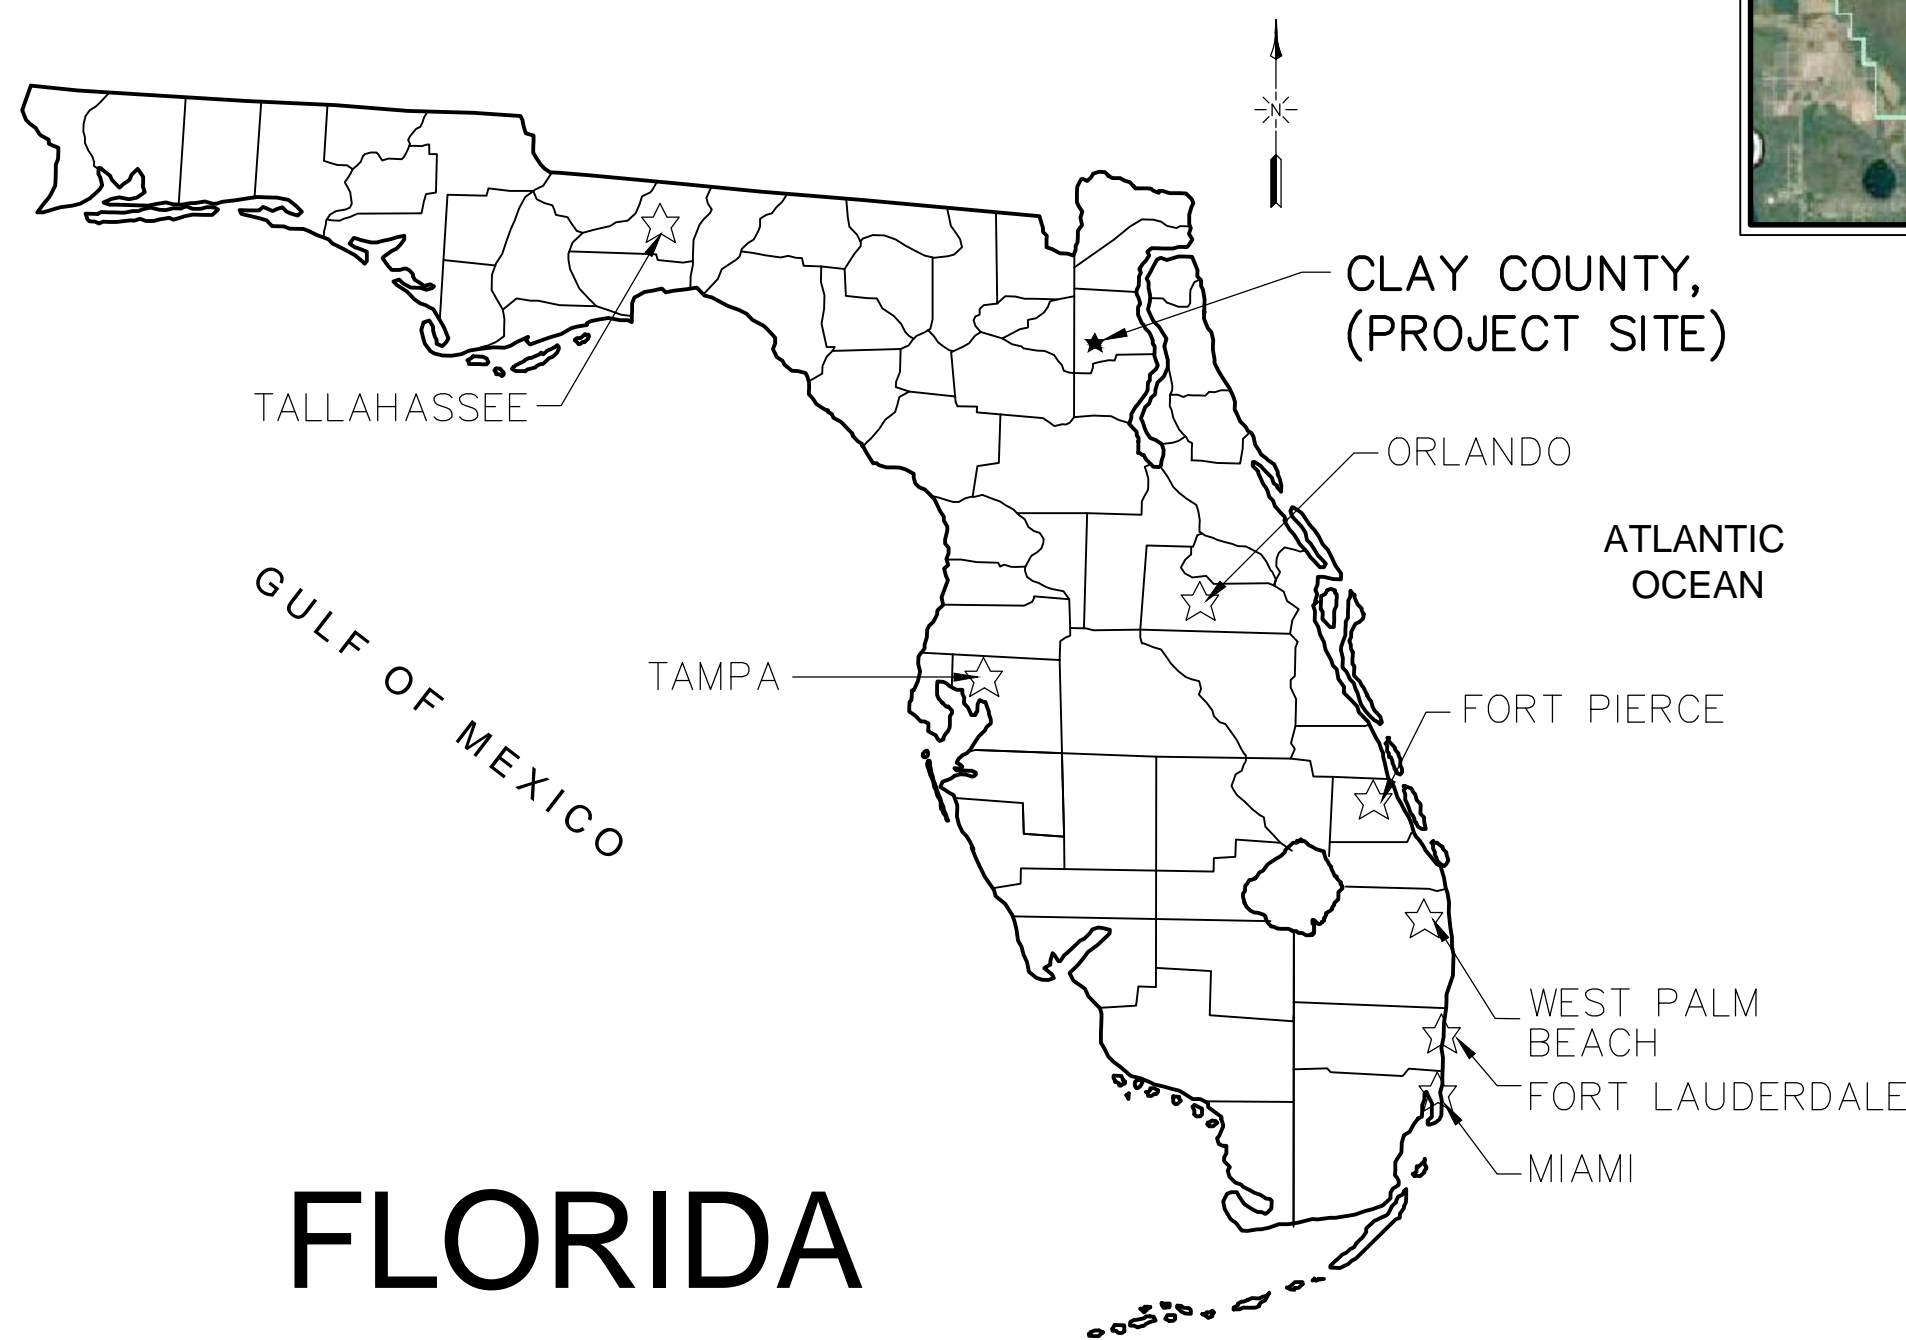 N
CLAY COUNTY,
(PROJECT SITE)
TALLAHASSEE
ORLANDO
ATLANTIC
OCEAN
GULF OF MEXICO
TAMPA
FORT PIERCE
WEST PALM
BEACH
FORT LAUDERDALE
MIAMI
FLORIDA